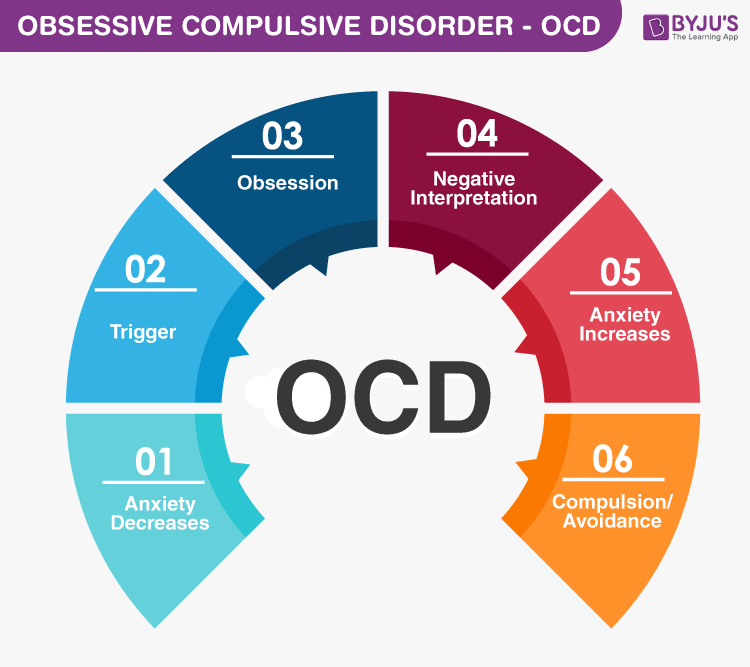 OBSESSIVE COMPULSIVE DISORDER - OCD
BYJU'S
The Learning App
01
Anxiety
Decreases
02
Trigger
03
Obsession
04
Negative
Interpretation
05
Anxiety
Increases
06
Compulsion/
Avoidance
OCD